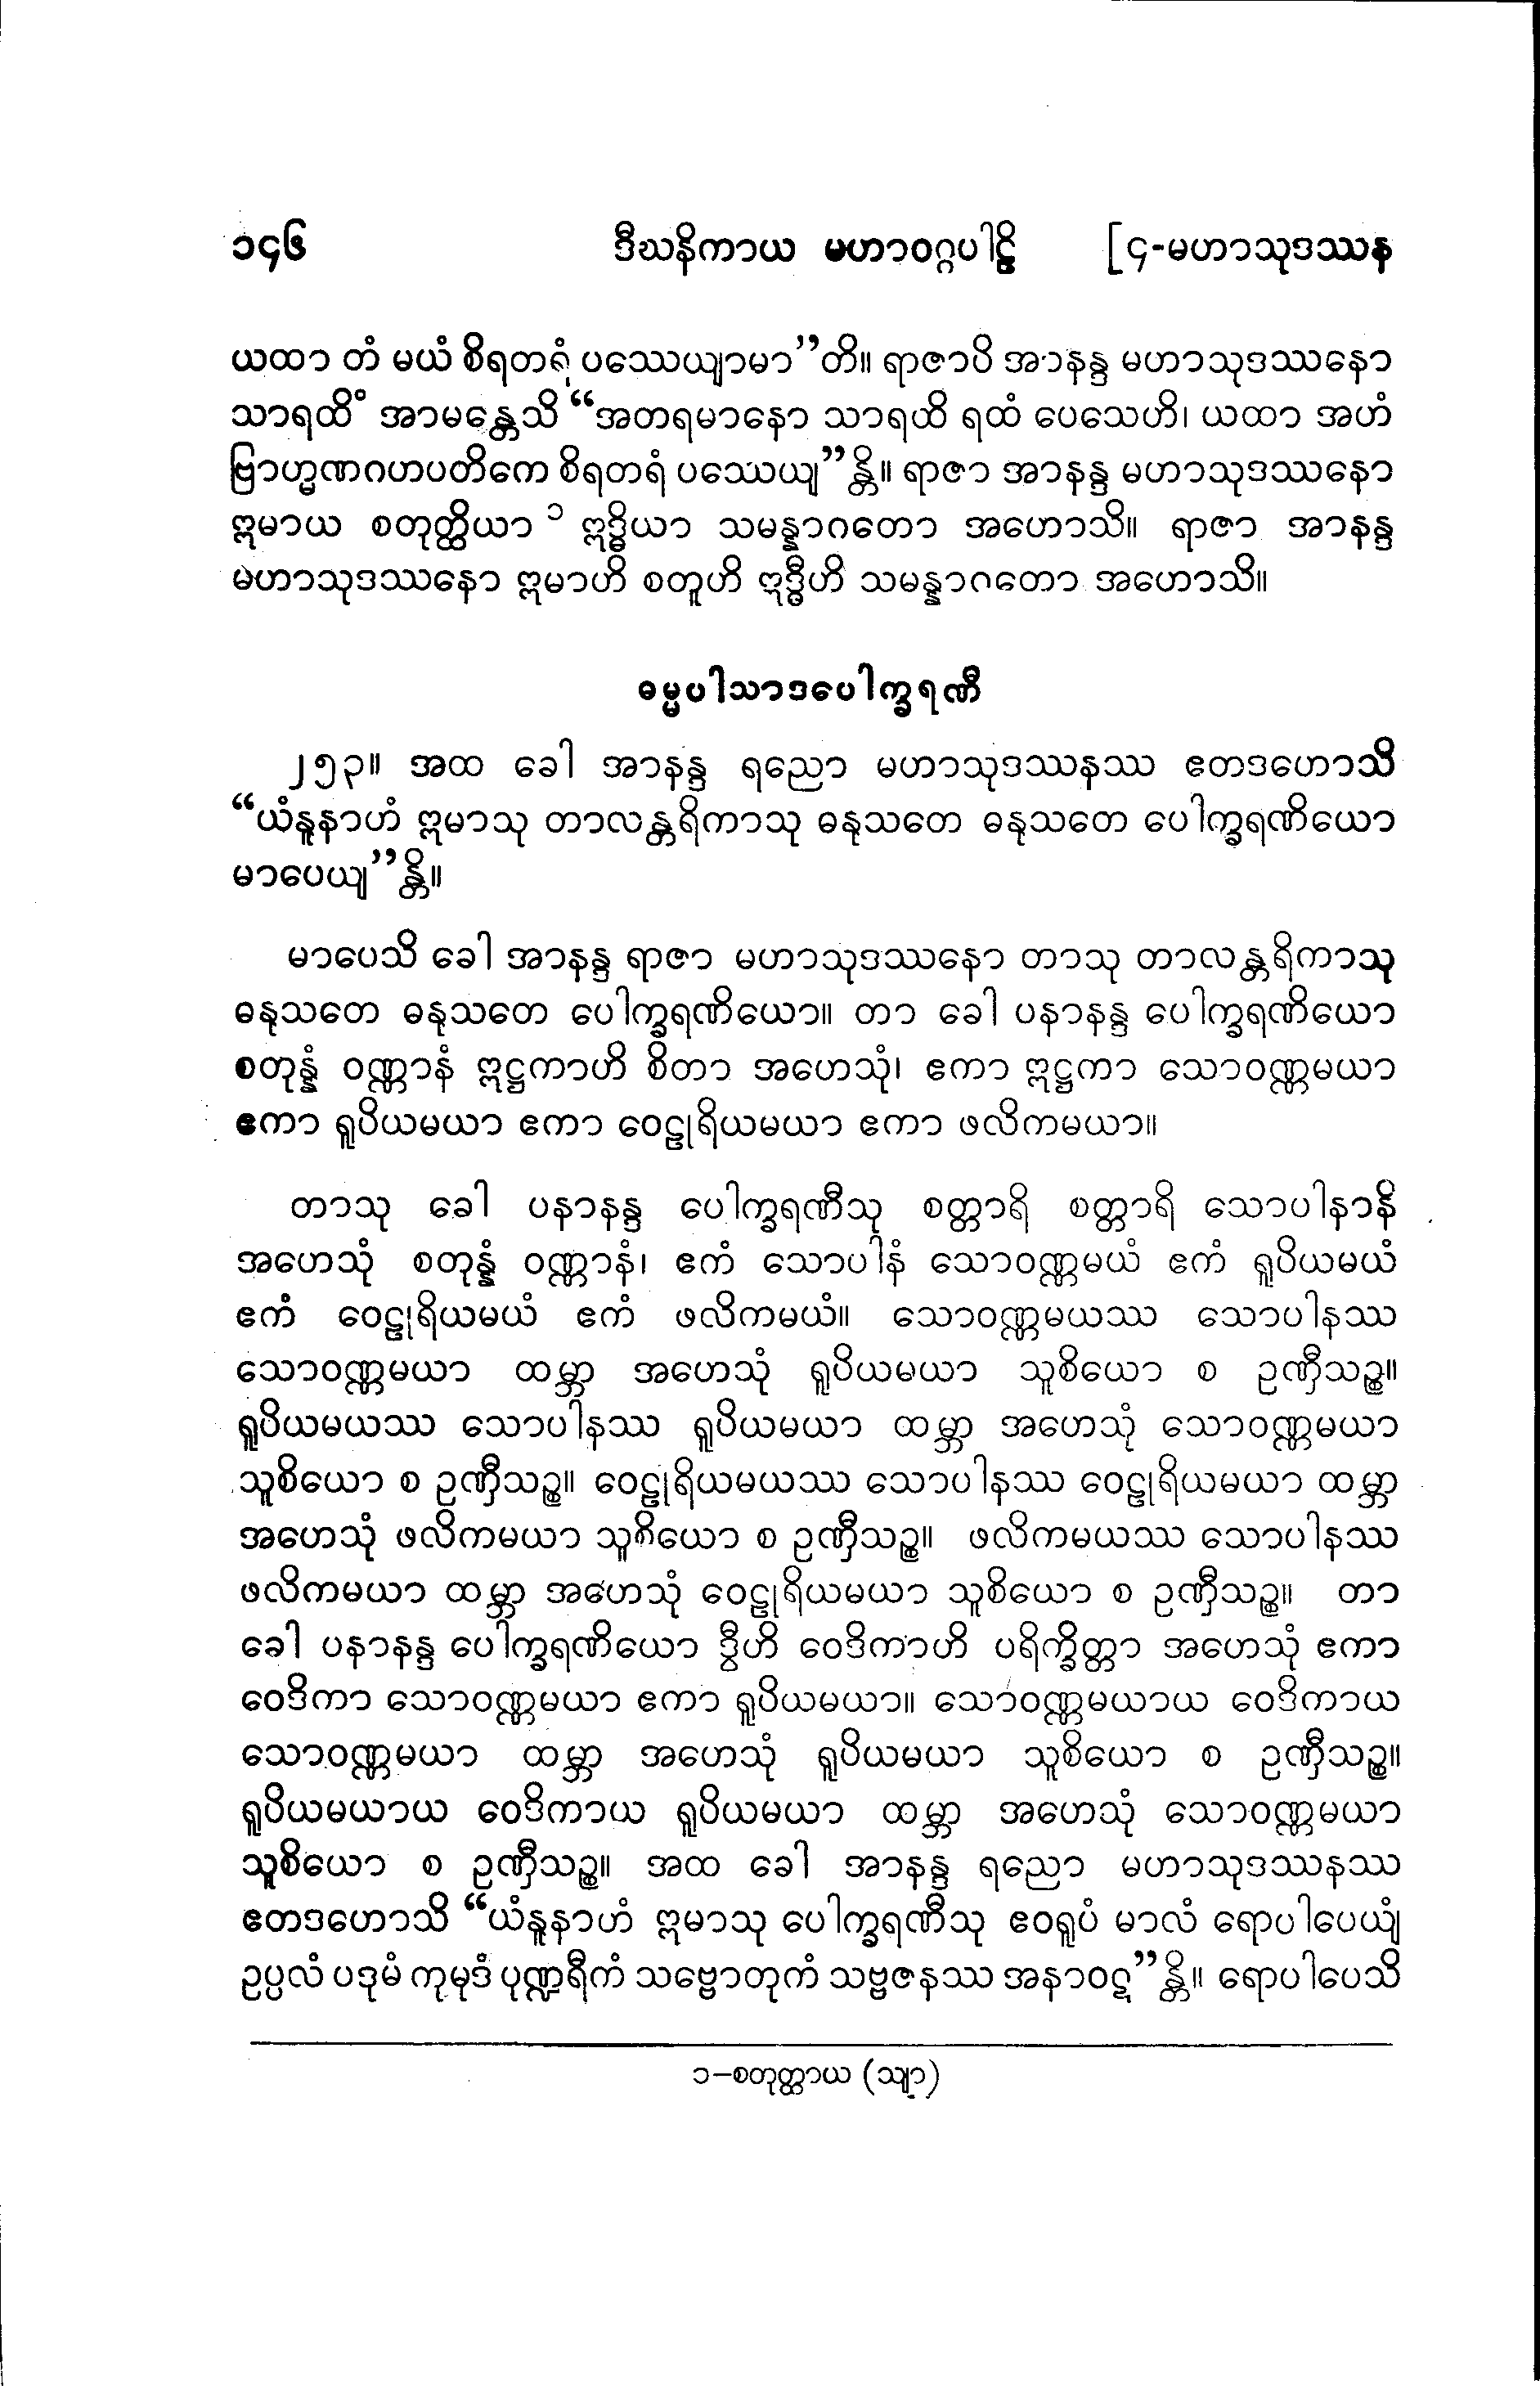 ၁၄၆ ဒီဃနိကာယ မဟာဝဂ္ဂပါဠိ [၄-မဟာသုဒဿန
ယထာ တံ မယံ စိရတရံ ပဿေယျာမာ”တိ။ ရာဇာပိ အာနန္ဒ မဟာသုဒဿနော
သာရထိံ အာမန္တေသိ “အတရမာနော သာရထိ ရထံ ပေသေဟိ၊ ယထာ အဟံ
ဗြာဟ္မဏဂဟပတိကေ စိရတရံ ပဿေယျ”န္တိ။ ရာဇာ အာနန္ဒ မဟာသုဒဿနော
ဣမာယ စတုတ္ထိယာ ၁ ဣဒ္ဓိယာ သမန္နာဂတော အဟောသိ။ ရာဇာ အာနန္ဒ
မဟာသုဒဿနော ဣမာဟိ စတူဟိ ဣဒ္ဓီဟိ သမန္နာဂတော အဟောသိ။
ဓမ္မပါသာဒပေါက္ခရဏီ
၂၅၃။ အထ ခေါ အာနန္ဒ ရညော မဟာသုဒဿနဿ ဧတဒဟောသိ
“ယံနူနာဟံ ဣမာသု တာလန္တရိကာသု ဓနုသတေ ဓနုသတေ ပေါက္ခရဏိယော
မာပေယျ”န္တိ။
မာပေသိ ခေါ အာနန္ဒ ရာဇာ မဟာသုဒဿနော တာသု တာလန္တရိကာသု
ဓနုသတေ ဓနုသတေ ပေါက္ခရဏိယော။ တာ ခေါ ပနာနန္ဒ ပေါက္ခရဏိယော
စတုန္နံ ဝဏ္ဏာနံ ဣဋ္ဌကာဟိ စိတာ အဟေသုံ၊ ဧကာ ဣဋ္ဌကာ သောဝဏ္ဏမယာ
ဧကာ ရူပိယမယာ ဧကာ ဝေဠုရိယမယာ ဧကာ ဖလိကမယာ။
တာသု ခေါ ပနာနန္ဒ ပေါက္ခရဏီသု စတ္တာရိ စတ္တာရိ သောပါနာနိ
အဟေသုံ စတုန္နံ ဝဏ္ဏာနံ၊ ဧကံ သောပါနံ သောဝဏ္ဏမယံ ဧကံ ရူပိယမယံ
ဧကံ ဝေဠုရိယမယံ ဧကံ ဖလိကမယံ။ သောဝဏ္ဏမယဿ သောပါနဿ
သောဝဏ္ဏမယာ ထမ္ဘာ အဟေသုံ ရူပိယမယာ သူစိယော စ ဥဏှီသဉ္စ။
ရူပိယမယဿ သောပါနဿ ရူပိယမယာ ထမ္ဘာ အဟေသုံ သောဝဏ္ဏမယာ
သူစိယော စ ဥဏှီသဉ္စ။ ဝေဠုရိယမယဿ သောပါနဿ ဝေဠုရိယမယာ ထမ္ဘာ
အဟေသုံ ဖလိကမယာ သူစိယော စ ဥဏှီသဉ္စ။ ဖလိကမယဿ သောပါနဿ
ဖလိကမယာ ထမ္ဘာ အဟေသုံ ဝေဠုရိယမယာ သူစိယော စ ဥဏှီသဉ္စ။ တာ
ခေါ ပနာနန္ဒ ပေါက္ခရဏိယော ဒွီဟိ ဝေဒိကာဟိ ပရိက္ခိတ္တာ အဟေသုံ ဧကာ
ဝေဒိကာ သောဝဏ္ဏမယာ ဧကာ ရူပိယမယာ။ သောဝဏ္ဏမယာယ ဝေဒိကာယ
သောဝဏ္ဏမယာ ထမ္ဘာ အဟေသုံ ရူပိယမယာ သူစိယော စ ဥဏှီသဉ္စ။
ရူပိယမယာယ ဝေဒိကာယ ရူပိယမယာ ထမ္ဘာ အဟေသုံ သောဝဏ္ဏမယာ
သူစိယော စ ဥဏှီသဉ္စ။ အထ ခေါ အာနန္ဒ ရညော မဟာသုဒဿနဿ
ဧတဒဟောသိ “ယံနူနာဟံ ဣမာသု ပေါက္ခရဏီသု ဧဝရူပံ မာလံ ရောပါပေယျံ
ဥပ္ပလံ ပဒုမံ ကုမုဒံ ပုဏ္ဍရီကံ သဗ္ဗောတုကံ သဗ္ဗဇနဿ အနာဝဋ”န္တိ။ ရောပါပေသိ
၁–စတုတ္ထာယ (သျာ)